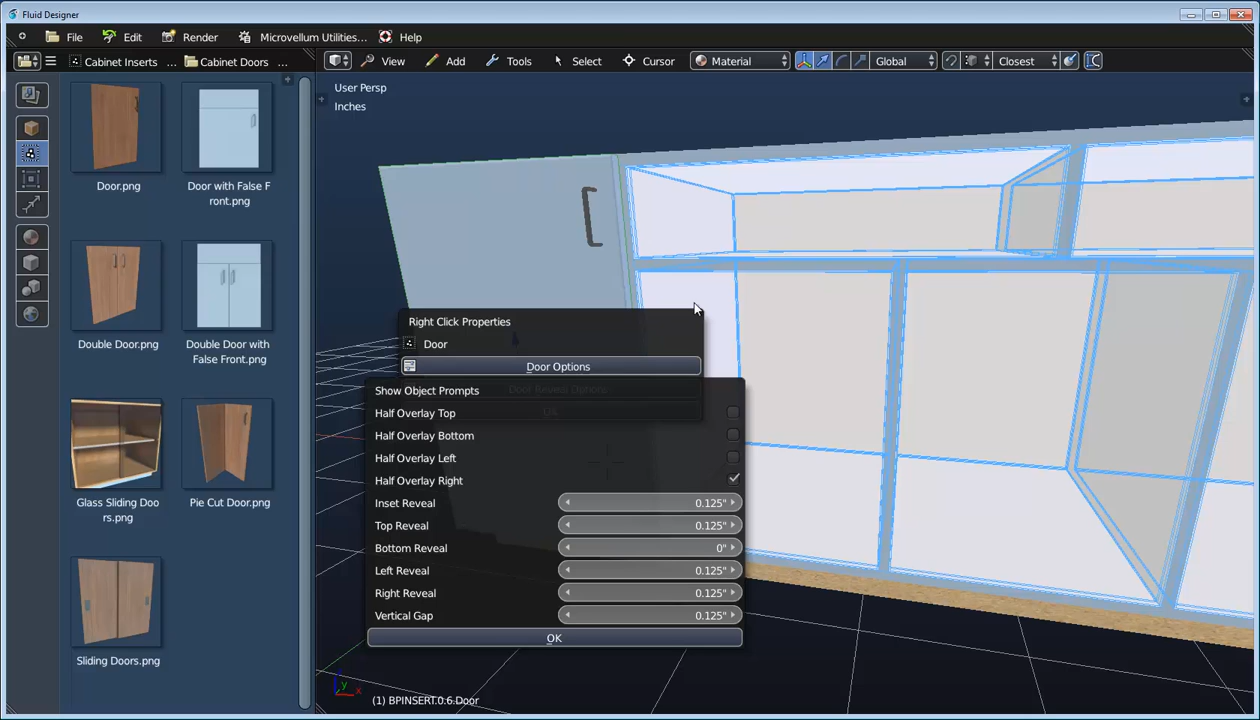 Fluid Designer
File Edit Render Microvellum Utilities... Help
Cabinet Inserts ... Cabinet Doors ... View Add Tools Select Cursor Material Global Closest
User Persp
Inches
Door.png
Door with False F
ront.png
Double Door.png
Double Door with
False Front.png
Glass Sliding Doo
rs.png
Pie Cut Door.png
Sliding Doors.png
Right Click Properties
Door
Door Options
Door Reveal Options
OK
Show Object Prompts
Half Overlay Top
Half Overlay Bottom
Half Overlay Left
Half Overlay Right
Inset Reveal 0.125"
Top Reveal 0.125"
Bottom Reveal 0"
Left Reveal 0.125"
Right Reveal 0.125"
Vertical Gap 0.125"
OK
y x
(1) BPINSERT.0.6.Door